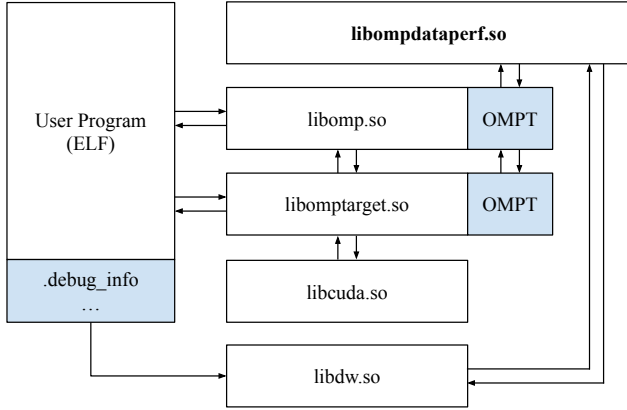 libompdataperf.so
User Program
(ELF)
libomp.so
OMPT
libomptarget.so
OMPT
.debug_info
…
libcuda.so
libdw.so